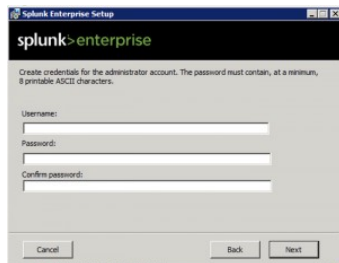 Splunk Enterprise Setup
splunk>enterprise
Create credentials for the administrator account. The password must contain, at a minimum,
8 printable ASCII characters.
Username:
Password:
Confirm password:
Cancel
Back
Next